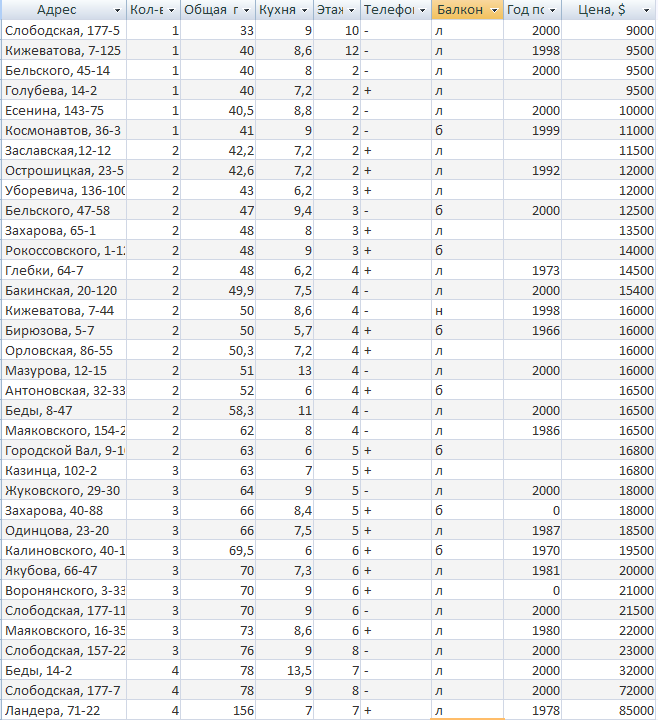 Адрес Кол-в Общая п Кухня Этаж Телефон Балкон Год по Цена, $
Слободская, 177-5 1 33 9 10 - л 2000 9000
Кижеватова, 7-125 1 40 8,6 12 - л 1998 9500
Бельского, 45-14 1 40 8 2 - л 2000 9500
Голубева, 14-2 1 40 7,2 2 + л 9500
Есенина, 143-75 1 40,5 8,8 2 - л 2000 10000
Космонавтов, 36-3 1 41 9 2 - б 1999 11000
Заславская,12-12 2 42,2 7,2 2 + л 11500
Острошицкая, 23-5 2 42,6 7,2 2 + л 1992 12000
Уборевича, 136-100 2 43 6,2 3 + л 12000
Бельского, 47-58 2 47 9,4 3 - б 2000 12500
Захарова, 65-1 2 48 8 3 + л 13500
Рокоссовского, 1-12 2 48 9 3 + б 14000
Глебки, 64-7 2 48 6,2 4 + л 1973 14500
Бакинская, 20-120 2 49,9 7,5 4 - л 2000 15400
Кижеватова, 7-44 2 50 8,6 4 - н 1998 16000
Бирюзова, 5-7 2 50 5,7 4 + б 1966 16000
Орловская, 86-55 2 50,3 7,2 4 + л 16000
Мазурова, 12-15 2 51 13 4 - л 2000 16000
Антоновская, 32-33 2 52 6 4 + б 16500
Беды, 8-47 2 58,3 11 4 - л 2000 16500
Маяковского, 154-2 2 62 8 4 - л 1986 16500
Городской Вал, 9-10 2 63 6 5 + б 16800
Казинца, 102-2 3 63 7 5 + л 16800
Жуковского, 29-30 3 64 9 5 - л 2000 18000
Захарова, 40-88 3 66 8,4 5 + б 0 18000
Одинцова, 23-20 3 66 7,5 5 + л 1987 18500
Калиновского, 40-1 3 69,5 6 6 + б 1970 19500
Якубова, 66-47 3 70 7,3 6 + л 1981 20000
Воронянского, 3-33 3 70 9 6 + л 0 21000
Слободская, 177-11 3 70 9 6 - л 2000 21500
Маяковского, 16-35 3 73 8,6 6 + л 1980 22000
Слободская, 157-22 3 76 9 8 - л 2000 23000
Беды, 14-2 4 78 13,5 7 - л 2000 32000
Слободская, 177-7 4 78 9 8 - л 2000 72000
Ландера, 71-22 4 156 7 7 + л 1978 85000